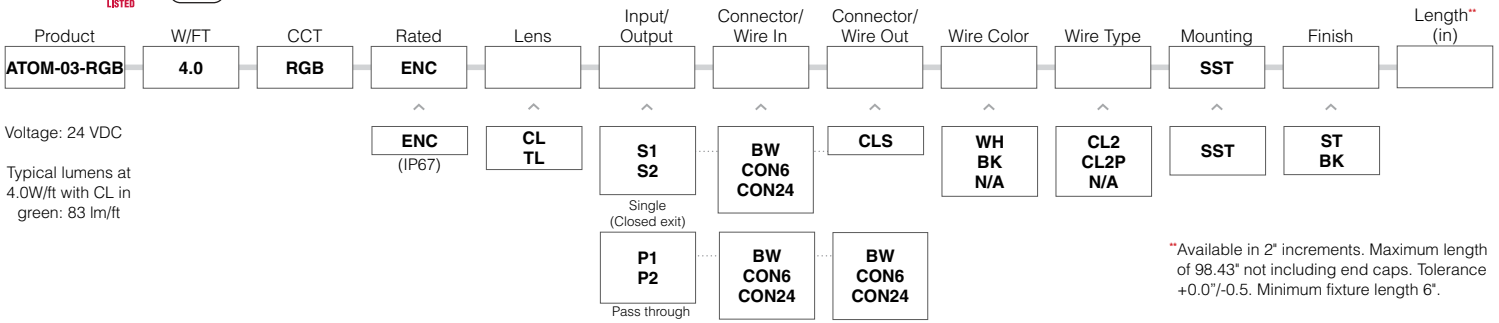 LISTED
Product
W/FT
CCT
Rated
Lens
Input/
Output
Connector/
Wire In
Connector/
Wire Out
Wire Color
Wire Type
Mounting
Finish
Length**
(in)
ATOM-03-RGB
4.0
RGB
ENC
SST
Voltage: 24 VDC
Typical lumens at
4.0W/ft with CL in
green: 83 lm/ft
ENC
(IP67)
CL
TL
S1
S2
Single
(Closed exit)
BW
CON6
CON24
CLS
WH
BK
N/A
CL2
CL2P
N/A
SST
ST
BK
P1
P2
Pass through
BW
CON6
CON24
BW
CON6
CON24
**Available in 2" increments. Maximum length
of 98.43" not including end caps. Tolerance
+0.0"/-0.5. Minimum fixture length 6".